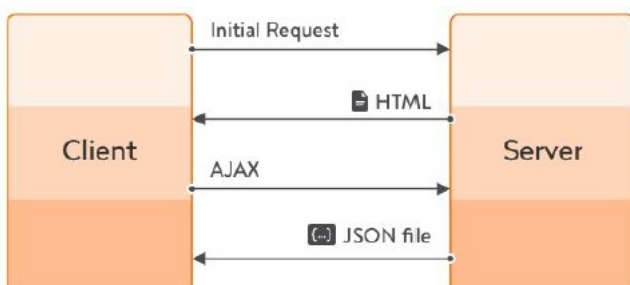 Initial Request
HTML
Client
Server
AJAX
{...} JSON file